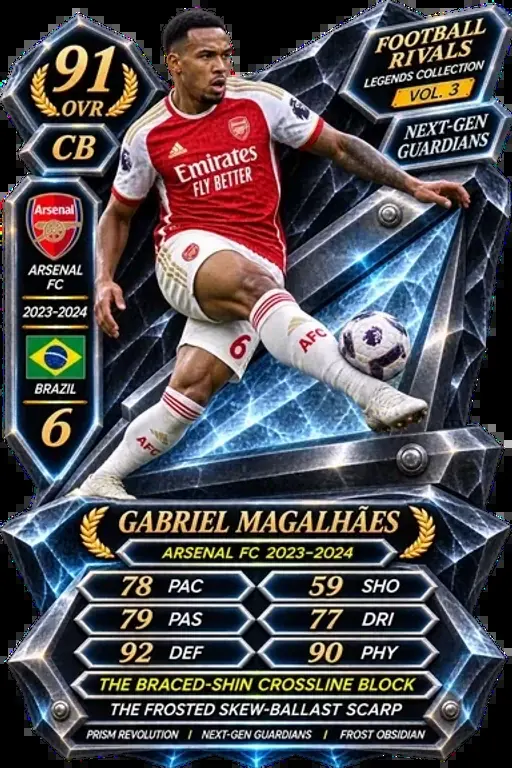 91
OVR
CB
FOOTBALL
RIVALS
LEGENDS COLLECTION
VOL. 3
NEXT-GEN
GUARDIANS
Arsenal
ARSENAL
FC
2023-2024
BRAZIL
6
Arsenal
Emirates
FLY BETTER
6
AFC
AFC
GABRIEL MAGALHÃES
ARSENAL FC 2023-2024
78 PAC
59 SHO
79 PAS
77 DRI
92 DEF
90 PHY
THE BRACED-SHIN CROSSLINE BLOCK
THE FROSTED SKEW-BALLAST SCARP
PRISM REVOLUTION / NEXT-GEN GUARDIANS / FROST OBSIDIAN